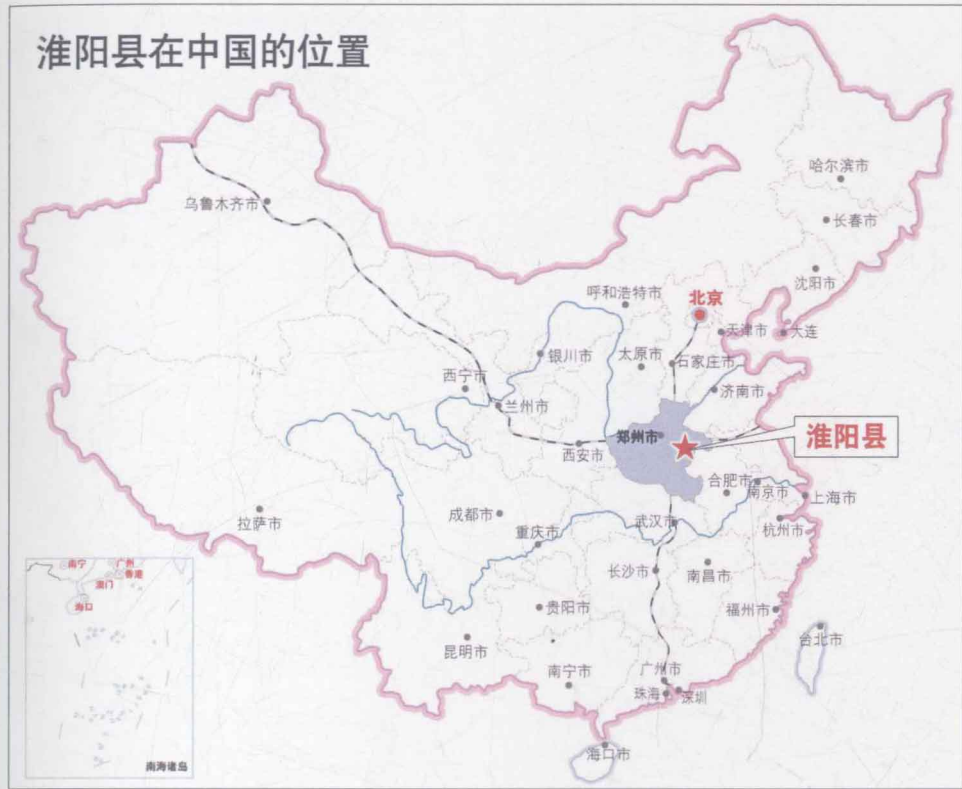 淮阳县在中国的位置
哈尔滨市
长春市
乌鲁木齐市
沈阳市
呼和浩特市
北京
天津市
大连
银川市
太原市
石家庄市
西宁市
济南市
兰州市
郑州市
淮阳县
西安市
合肥市
南京市
上海市
拉萨市
成都市
武汉市
杭州市
重庆市
长沙市
南昌市
贵阳市
福州市
台北市
昆明市
南宁市
广州市
珠海
深圳
海口市
南宁
广州
香港
澳门
海口
南海诸岛